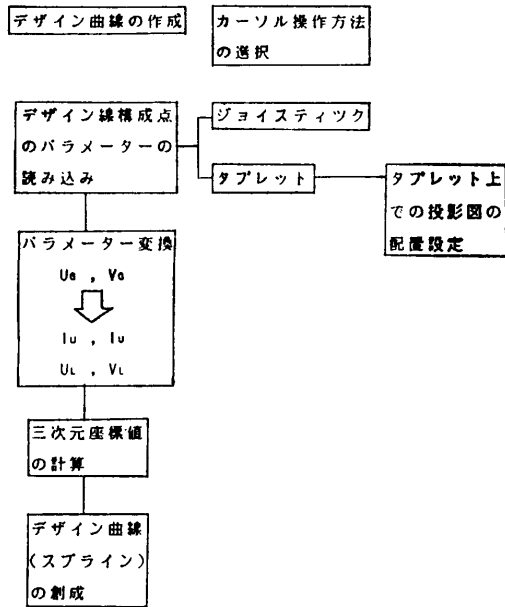 デザイン曲線の作成
カーソル操作方法
の選択
デザイン線構成点
のパラメーターの
読み込み
ジョイスティック
タブレット
タブレット上
での投影図の
配置設定
パラメーター変換
Ua , Va
Iu , Iu
UL , VL
三次元座標値
の計算
デザイン曲線
(スプライン)
の創成